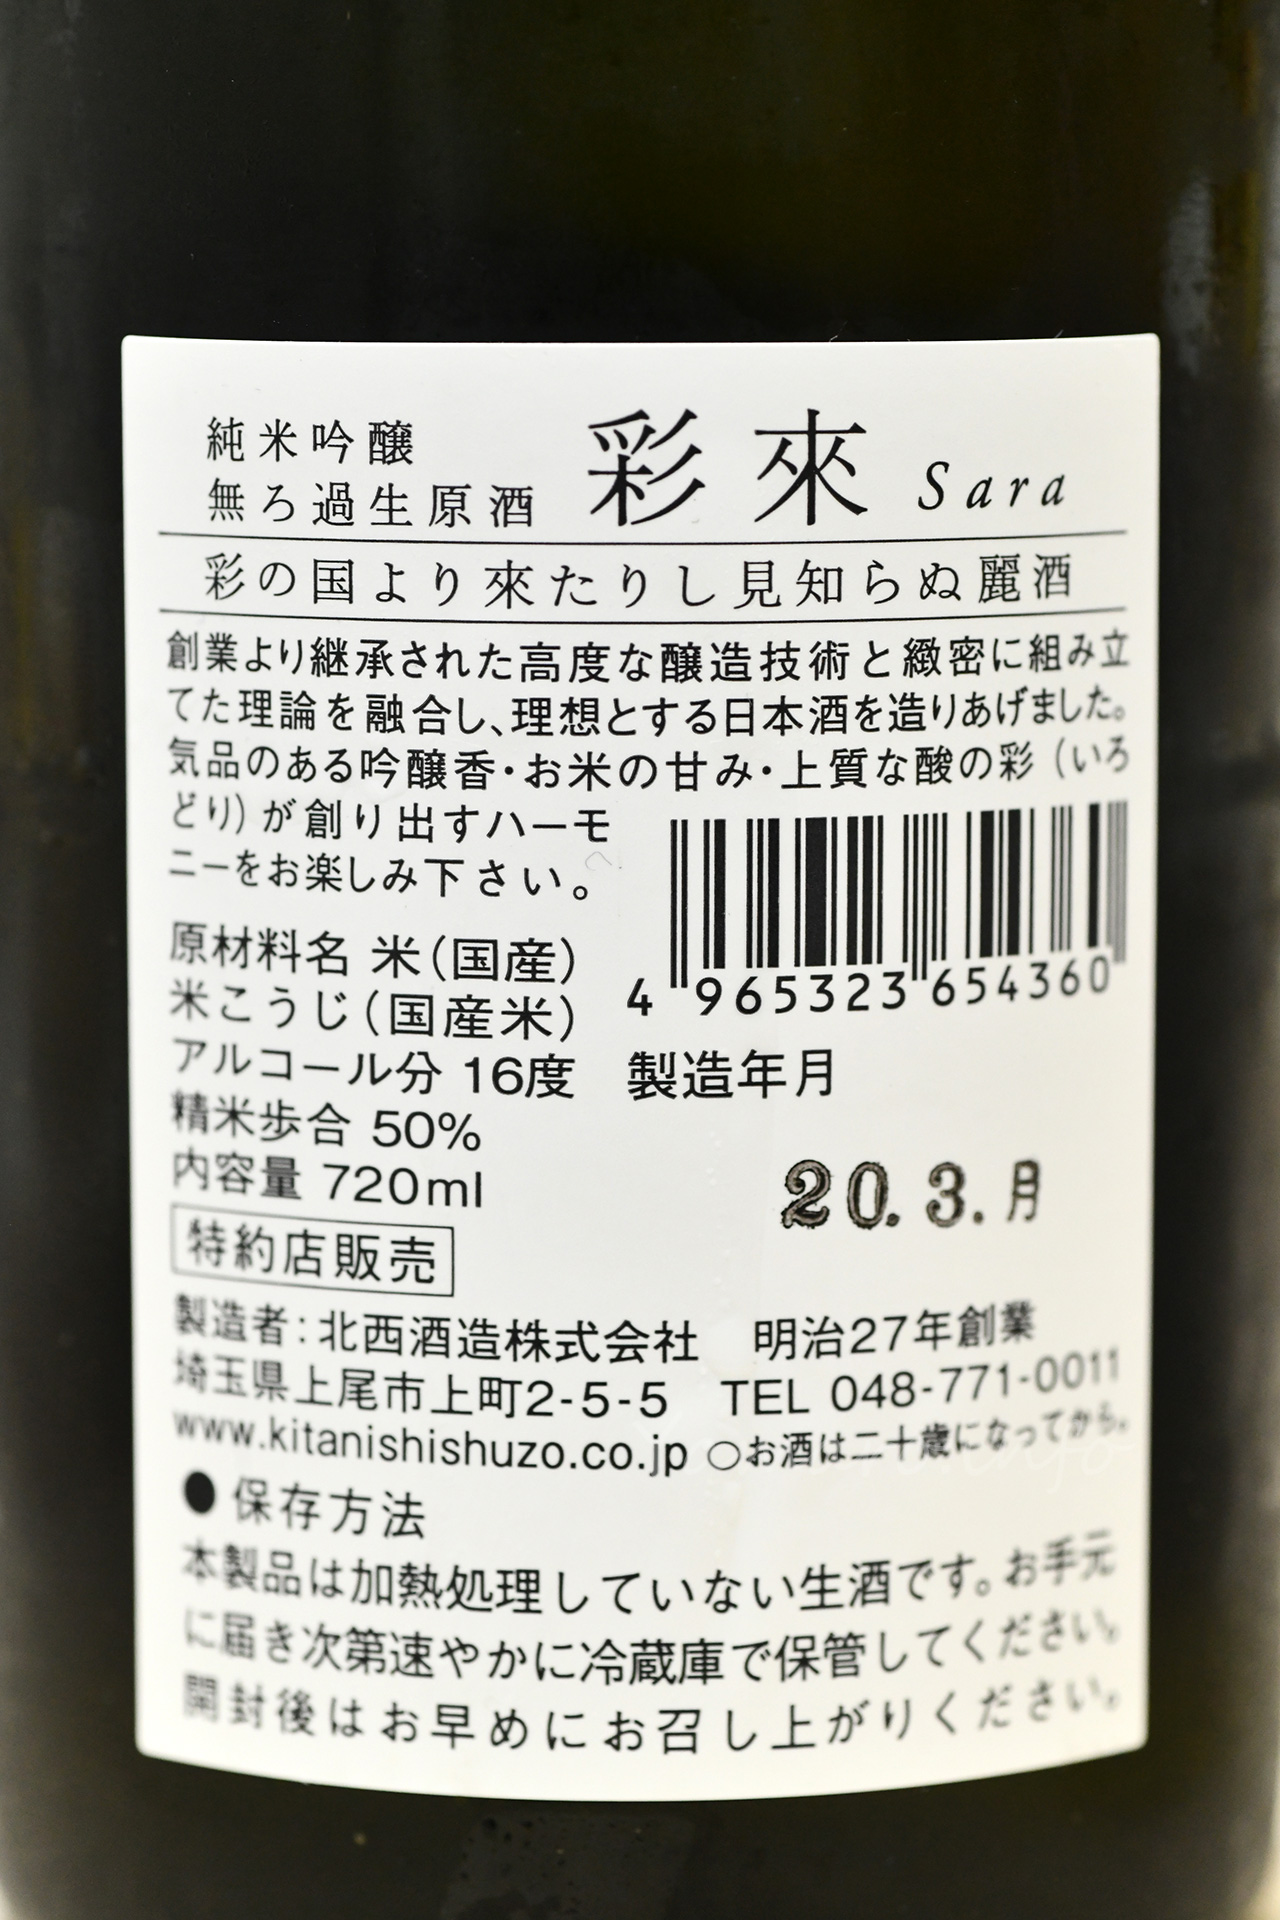 純米吟醸
無ろ過生原酒 彩來 Sara
彩の国より來たりし見知らぬ麗酒
創業より継承された高度な醸造技術と緻密に組み立
てた理論を融合し、理想とする日本酒を造りあげました。
気品のある吟醸香・お米の甘み・上質な酸の彩（いろ
どり）が創り出すハーモ
ニーをお楽しみ下さい。
4 965323 654360
原材料名 米（国産）
米こうじ（国産米）
アルコール分 16度 製造年月
精米歩合 50%
内容量 720ml
20.3.月
特約店販売
製造者：北西酒造株式会社 明治27年創業
埼玉県上尾市上町2-5-5 TEL 048-771-0011
www.kitanishishuzo.co.jp ○お酒は二十歳になってから。
●保存方法
本製品は加熱処理していない生酒です。お手元
に届き次第速やかに冷蔵庫で保管してください。
開封後はお早めにお召し上がりください。